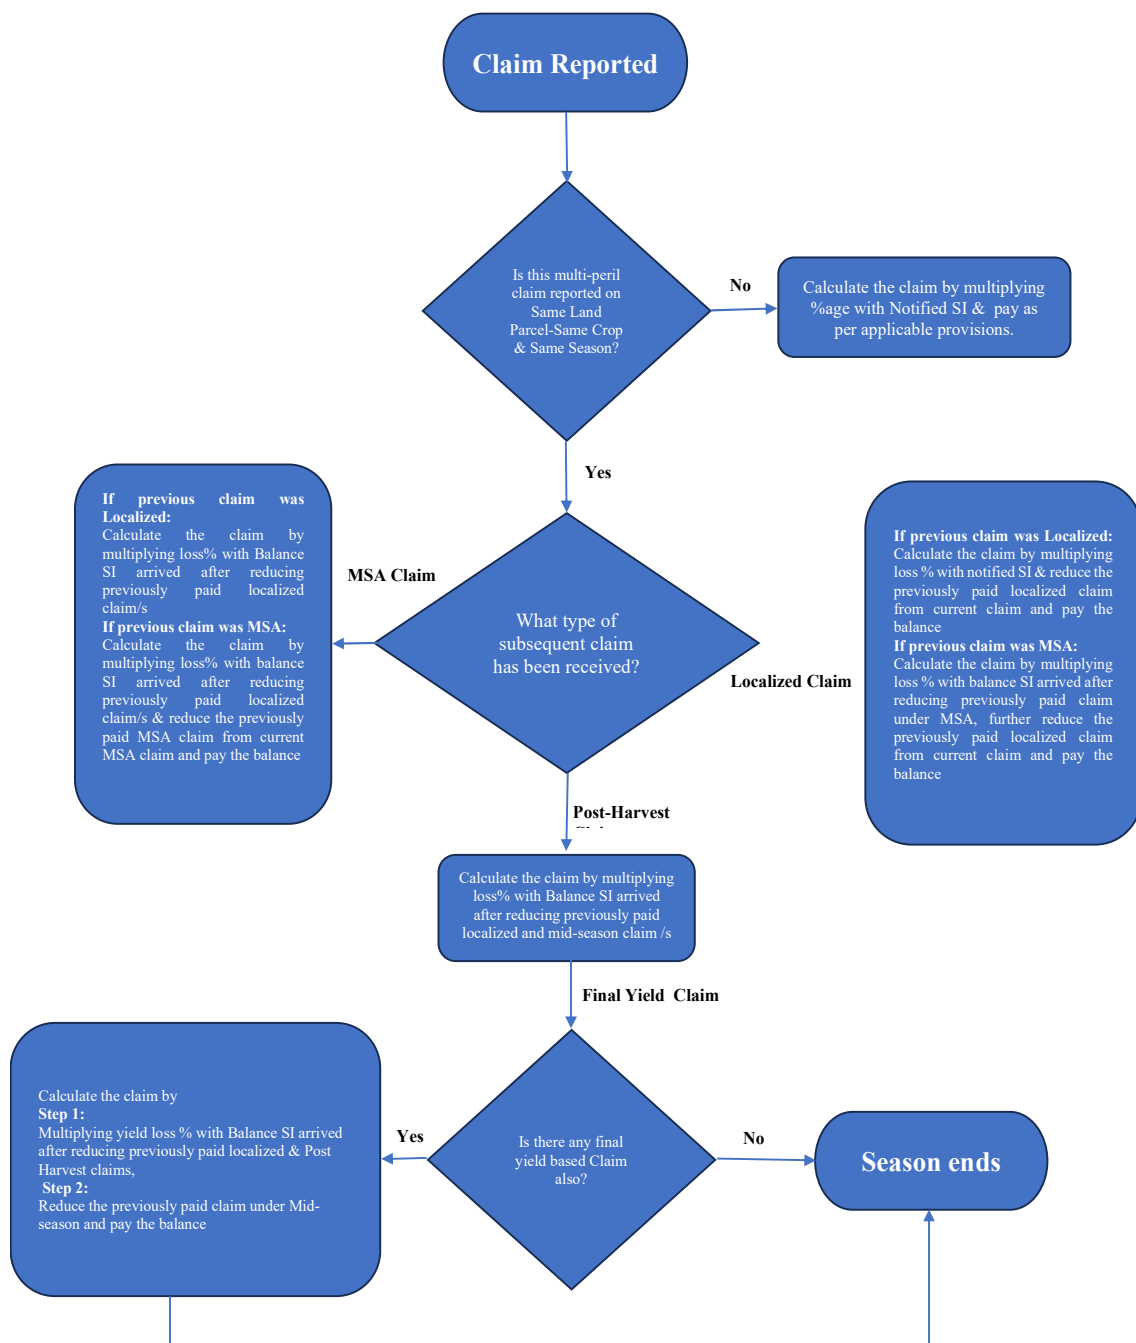 Claim Reported
Is this multi-peril
claim reported on
Same Land
Parcel-Same Crop
& Same Season?
No
Calculate the claim by multiplying
%age with Notified SI & pay as
per applicable provisions.
Yes
If previous claim was
Localized:
Calculate the claim by
multiplying loss% with Balance
SI arrived after reducing
previously paid localized
claim/s
If previous claim was MSA:
Calculate the claim by
multiplying loss% with balance
SI arrived after reducing
previously paid localized
claim/s & reduce the previously
paid MSA claim from current
MSA claim and pay the balance
MSA Claim
What type of
subsequent claim
has been received?
Localized Claim
If previous claim was Localized:
Calculate the claim by multiplying
loss % with notified SI & reduce the
previously paid localized claim
from current claim and pay the
balance
If previous claim was MSA:
Calculate the claim by multiplying
loss % with balance SI arrived after
reducing previously paid claim
under MSA, further reduce the
previously paid localized claim
from current claim and pay the
balance
Post-Harvest
Calculate the claim by multiplying
loss% with Balance SI arrived
after reducing previously paid
localized and mid-season claim /s
Final Yield Claim
Is there any final
yield based Claim
also?
Yes
Calculate the claim by
Step 1:
Multiplying yield loss % with Balance SI arrived
after reducing previously paid localized & Post
Harvest claims,
Step 2:
Reduce the previously paid claim under Mid-
season and pay the balance
No
Season ends